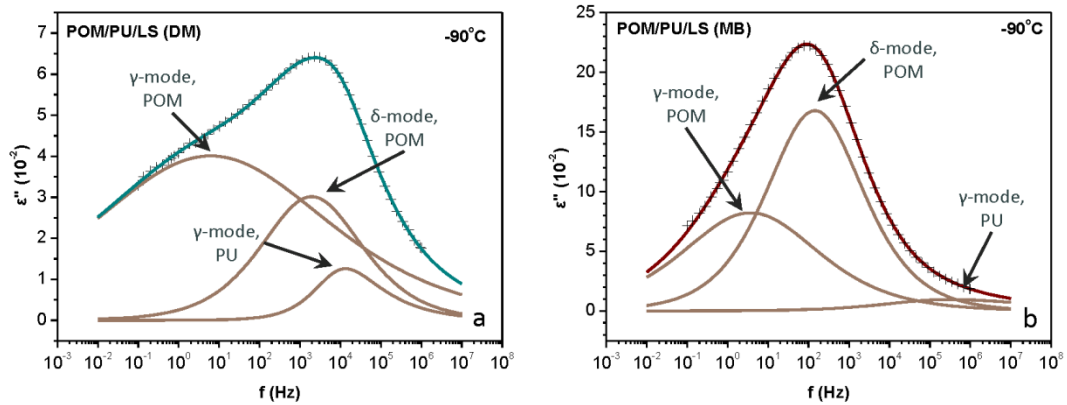 POM/PU/LS (DM)
-90°C
7
6
5
4
3
2
1
0
ε'' (10⁻²)
γ-mode,
POM
δ-mode,
POM
γ-mode,
PU
a
10⁻³ 10⁻² 10⁻¹ 10⁰ 10¹ 10² 10³ 10⁴ 10⁵ 10⁶ 10⁷ 10⁸
f (Hz)
POM/PU/LS (MB)
-90°C
25
20
15
10
5
0
ε'' (10⁻²)
δ-mode,
POM
γ-mode,
POM
γ-mode,
PU
b
10⁻³ 10⁻² 10⁻¹ 10⁰ 10¹ 10² 10³ 10⁴ 10⁵ 10⁶ 10⁷ 10⁸
f (Hz)